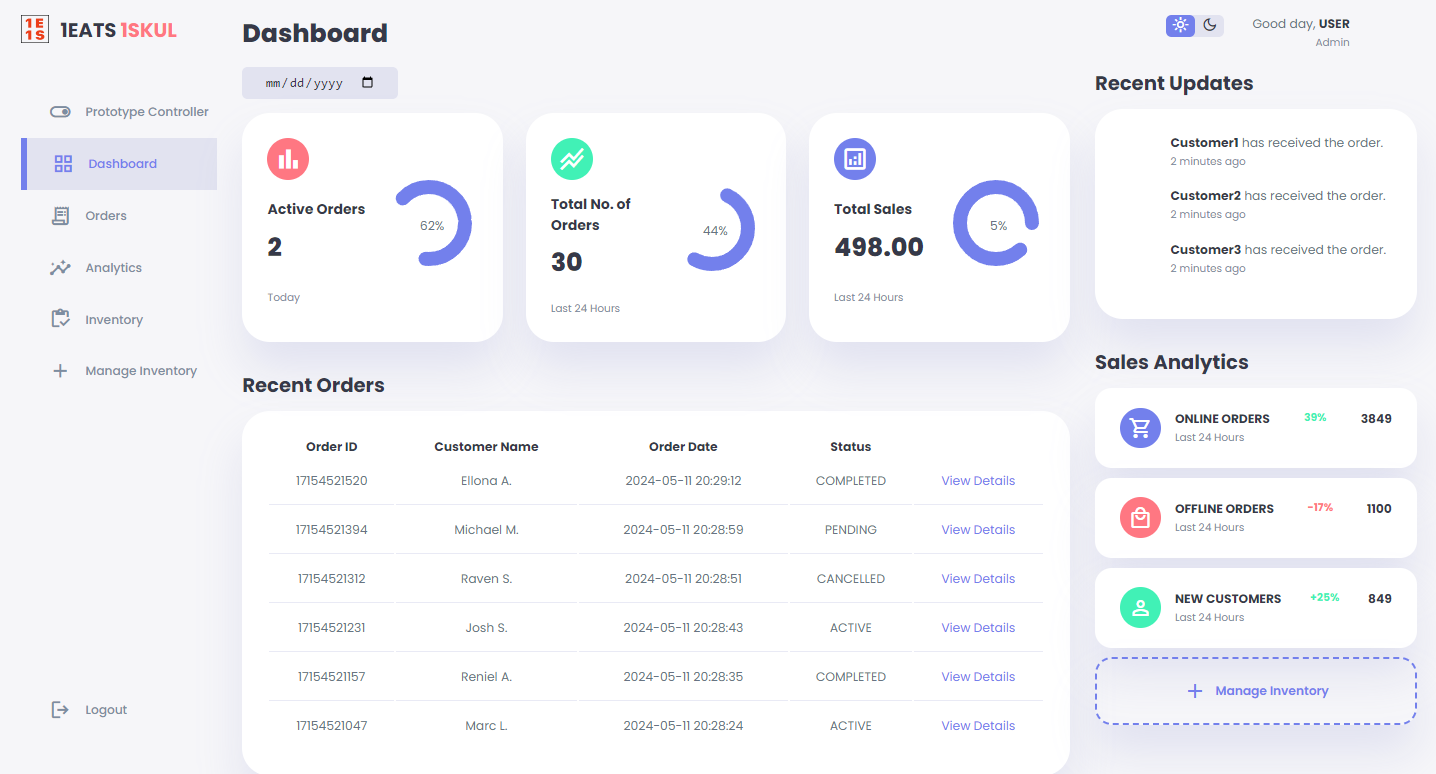 1E
1S
1EATS 1SKUL
Prototype Controller
Dashboard
Orders
Analytics
Inventory
Manage Inventory
Logout
Dashboard
mm/dd/yyyy
Active Orders
2
62%
Today
Total No. of
Orders
30
44%
Last 24 Hours
Total Sales
498.00
5%
Last 24 Hours
Recent Orders
Order ID Customer Name Order Date Status
17154521520 Ellona A. 2024-05-11 20:29:12 COMPLETED View Details
17154521394 Michael M. 2024-05-11 20:28:59 PENDING View Details
17154521312 Raven S. 2024-05-11 20:28:51 CANCELLED View Details
17154521231 Josh S. 2024-05-11 20:28:43 ACTIVE View Details
17154521157 Reniel A. 2024-05-11 20:28:35 COMPLETED View Details
17154521047 Marc L. 2024-05-11 20:28:24 ACTIVE View Details
Good day, USER
Admin
Recent Updates
Customer1 has received the order.
2 minutes ago
Customer2 has received the order.
2 minutes ago
Customer3 has received the order.
2 minutes ago
Sales Analytics
ONLINE ORDERS 39% 3849
Last 24 Hours
OFFLINE ORDERS -17% 1100
Last 24 Hours
NEW CUSTOMERS +25% 849
Last 24 Hours
Manage Inventory